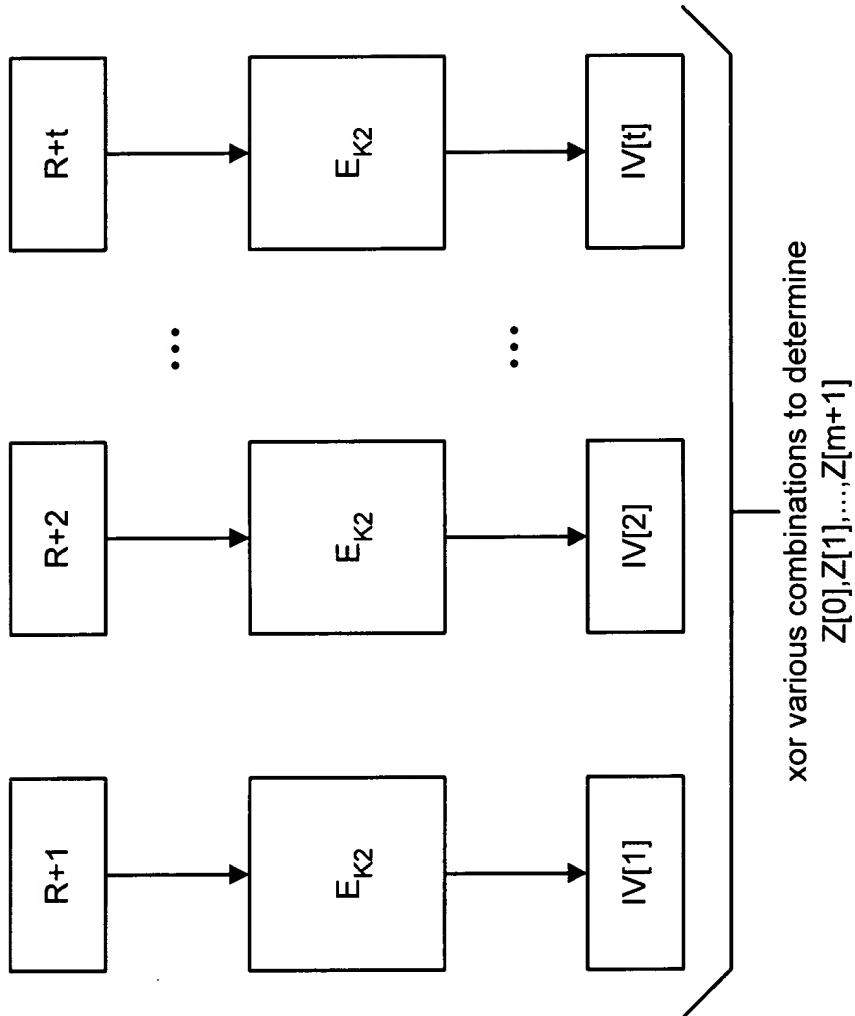 R+1
R+2
...
R+t
E_K2
E_K2
E_K2
IV[1]
IV[2]
...
IV[t]
xor various combinations to determine
Z[0],Z[1],...,Z[m+1]